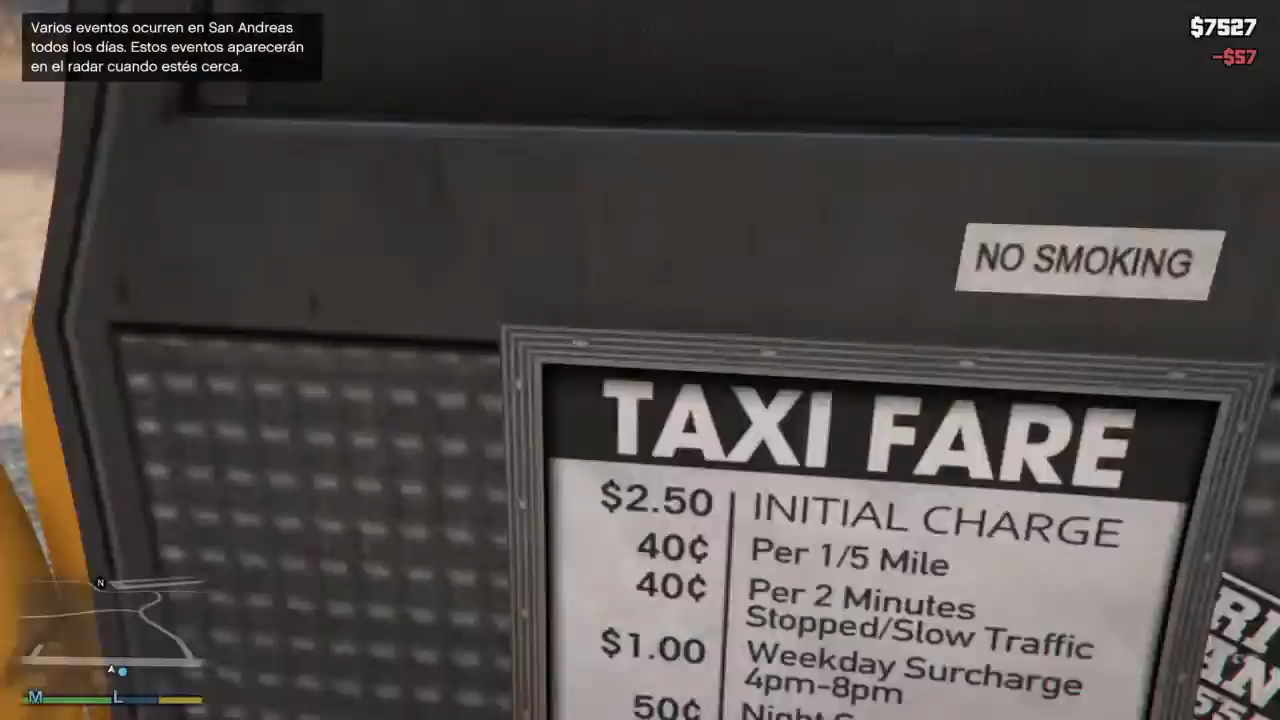 Varios eventos ocurren en San Andreas
todos los días. Estos eventos aparecerán
en el radar cuando estés cerca.
$7527
-$57
NO SMOKING
TAXI FARE
$2.50 INITIAL CHARGE
40¢ Per 1/5 Mile
40¢ Per 2 Minutes
Stopped/Slow Traffic
$1.00 Weekday Surcharge
4pm-8pm
50¢ Night
N
M L